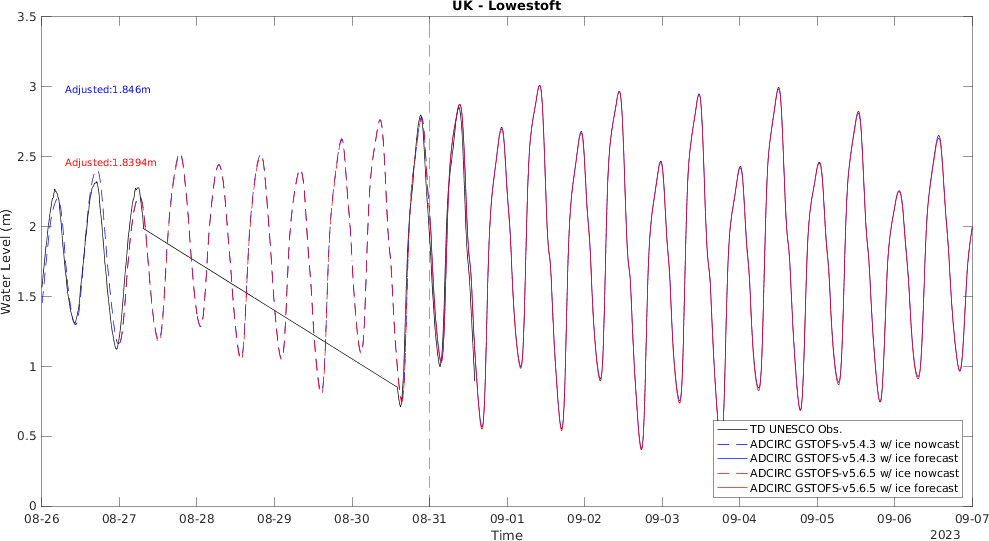 UK - Lowestoft
3.5
3
2.5
2
1.5
1
0.5
0
Water Level (m)
Adjusted:1.846m
Adjusted:1.8394m
TD UNESCO Obs.
ADCIRC GSTOFS-v5.4.3 w/ ice nowcast
ADCIRC GSTOFS-v5.4.3 w/ ice forecast
ADCIRC GSTOFS-v5.6.5 w/ ice nowcast
ADCIRC GSTOFS-v5.6.5 w/ ice forecast
08-26 08-27 08-28 08-29 08-30 08-31 09-01 09-02 09-03 09-04 09-05 09-06 09-07
Time
2023